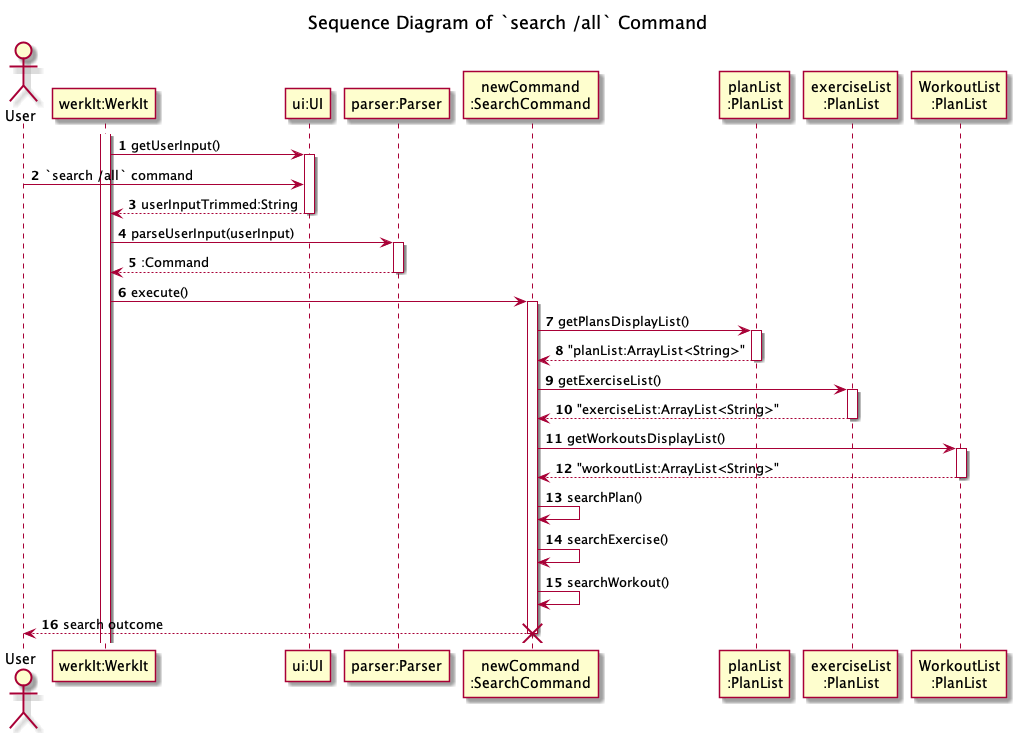 Sequence Diagram of `search /all` Command
User
werkIt:WerkIt
ui:UI
parser:Parser
newCommand
:SearchCommand
planList
:PlanList
exerciseList
:PlanList
WorkoutList
:PlanList
1 getUserInput()
2 `search /all` command
3 userInputTrimmed:String
4 parseUserInput(userInput)
5 :Command
6 execute()
7 getPlansDisplayList()
8 "planList:ArrayList<String>"
9 getExerciseList()
10 "exerciseList:ArrayList<String>"
11 getWorkoutsDisplayList()
12 "workoutList:ArrayList<String>"
13 searchPlan()
14 searchExercise()
15 searchWorkout()
16 search outcome
User
werkIt:WerkIt
ui:UI
parser:Parser
newCommand
:SearchCommand
planList
:PlanList
exerciseList
:PlanList
WorkoutList
:PlanList